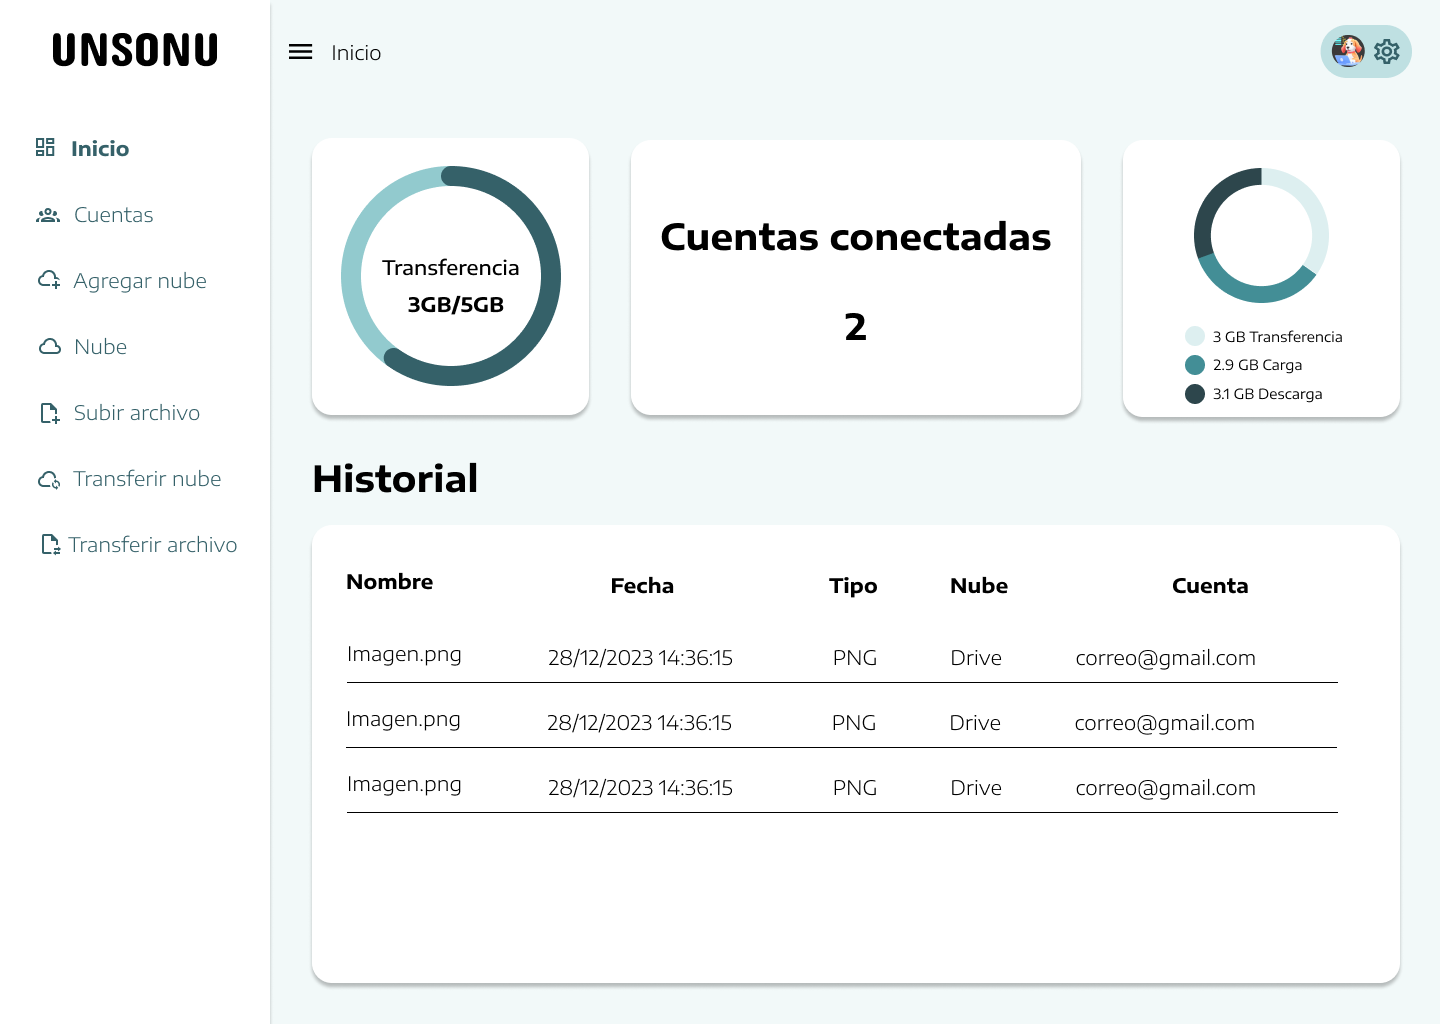 UNSONU
Inicio
Inicio
Cuentas
Agregar nube
Nube
Subir archivo
Transferir nube
Transferir archivo
Transferencia
3GB/5GB
Cuentas conectadas
2
3 GB Transferencia
2.9 GB Carga
3.1 GB Descarga
Historial
Nombre Fecha Tipo Nube Cuenta
Imagen.png 28/12/2023 14:36:15 PNG Drive correo@gmail.com
Imagen.png 28/12/2023 14:36:15 PNG Drive correo@gmail.com
Imagen.png 28/12/2023 14:36:15 PNG Drive correo@gmail.com